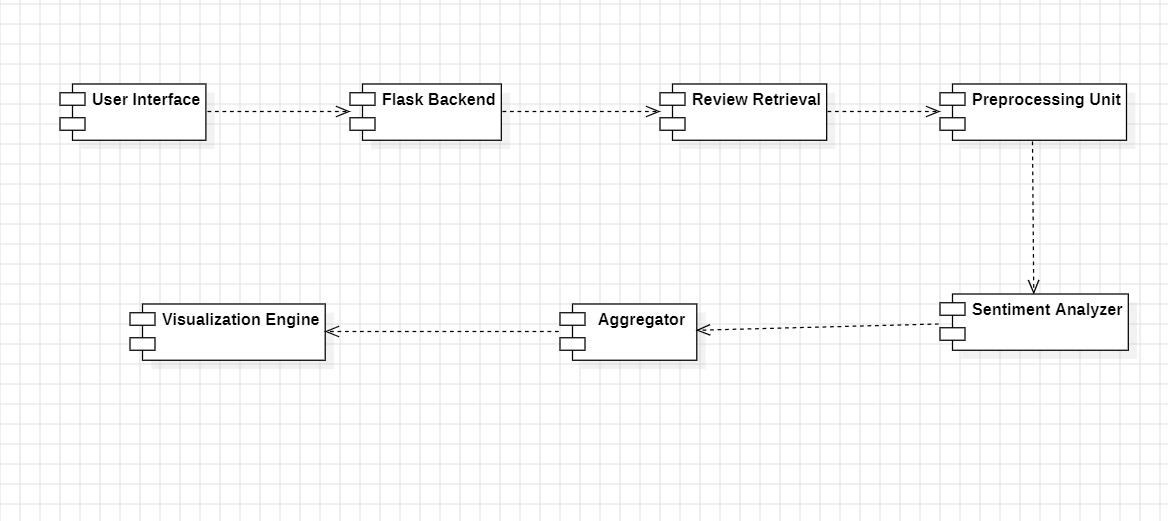 User Interface
Flask Backend
Review Retrieval
Preprocessing Unit
Visualization Engine
Aggregator
Sentiment Analyzer